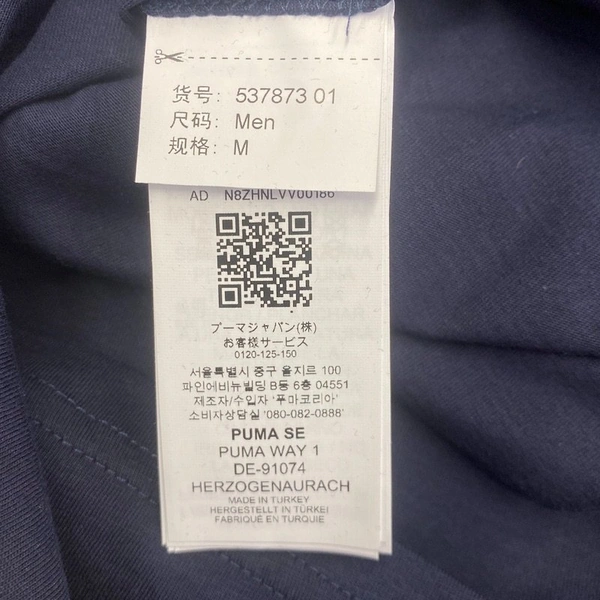 货号: 537873 01
尺码: Men
规格: M
AD N8ZHNLVV00186
プーマジャパン(株)
お客様サービス
0120-125-150
서울특별시 중구 을지로 100
파인에비뉴빌딩 B동 6층 04551
제조자/수입자 '푸마코리아'
소비자상담실 '080-082-0888'
PUMA SE
PUMA WAY 1
DE-91074
HERZOGENAURACH
MADE IN TURKEY
HERGESTELLT IN TÜRKEI
FABRIQUÉ EN TURQUIE